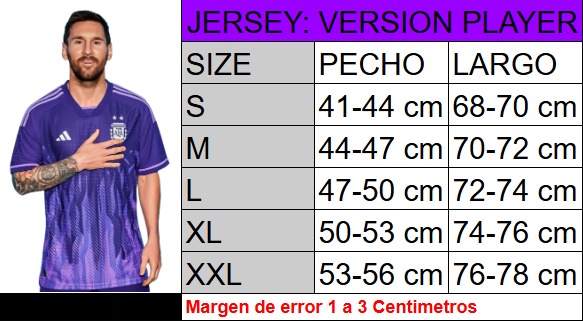 JERSEY: VERSION PLAYER
SIZE PECHO LARGO
S 41-44 cm 68-70 cm
M 44-47 cm 70-72 cm
L 47-50 cm 72-74 cm
XL 50-53 cm 74-76 cm
XXL 53-56 cm 76-78 cm
Margen de error 1 a 3 Centimetros
AFA